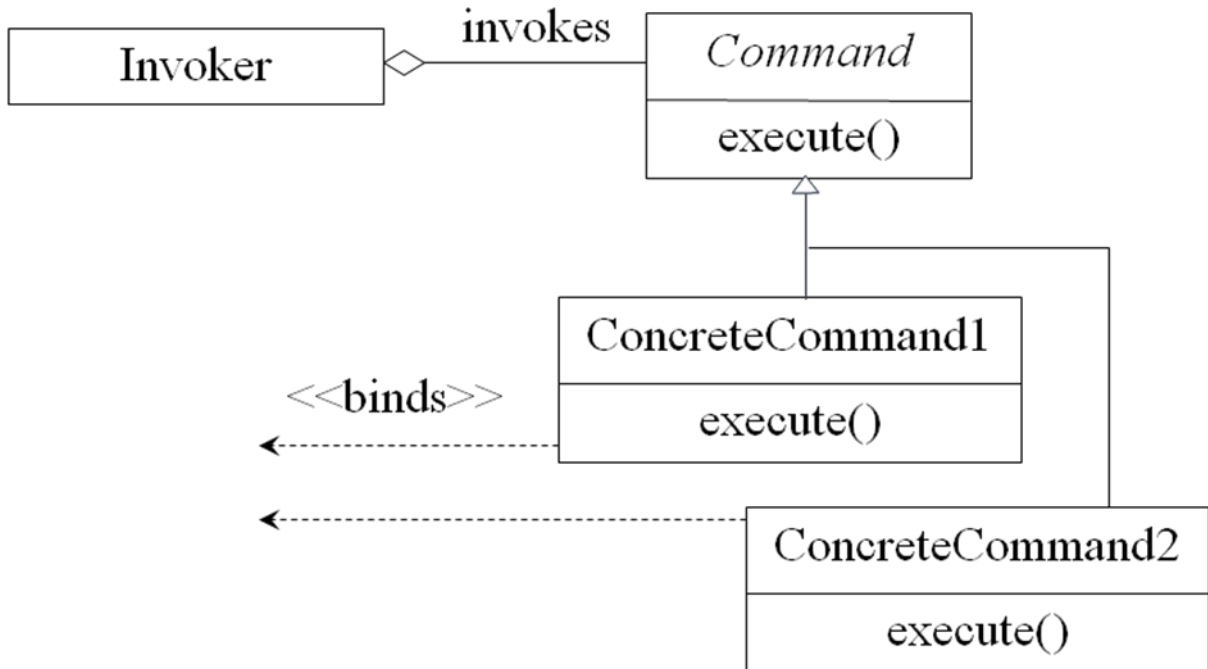 invokes
Invoker
Command
execute()
ConcreteCommand1
<<binds>>
execute()
ConcreteCommand2
execute()